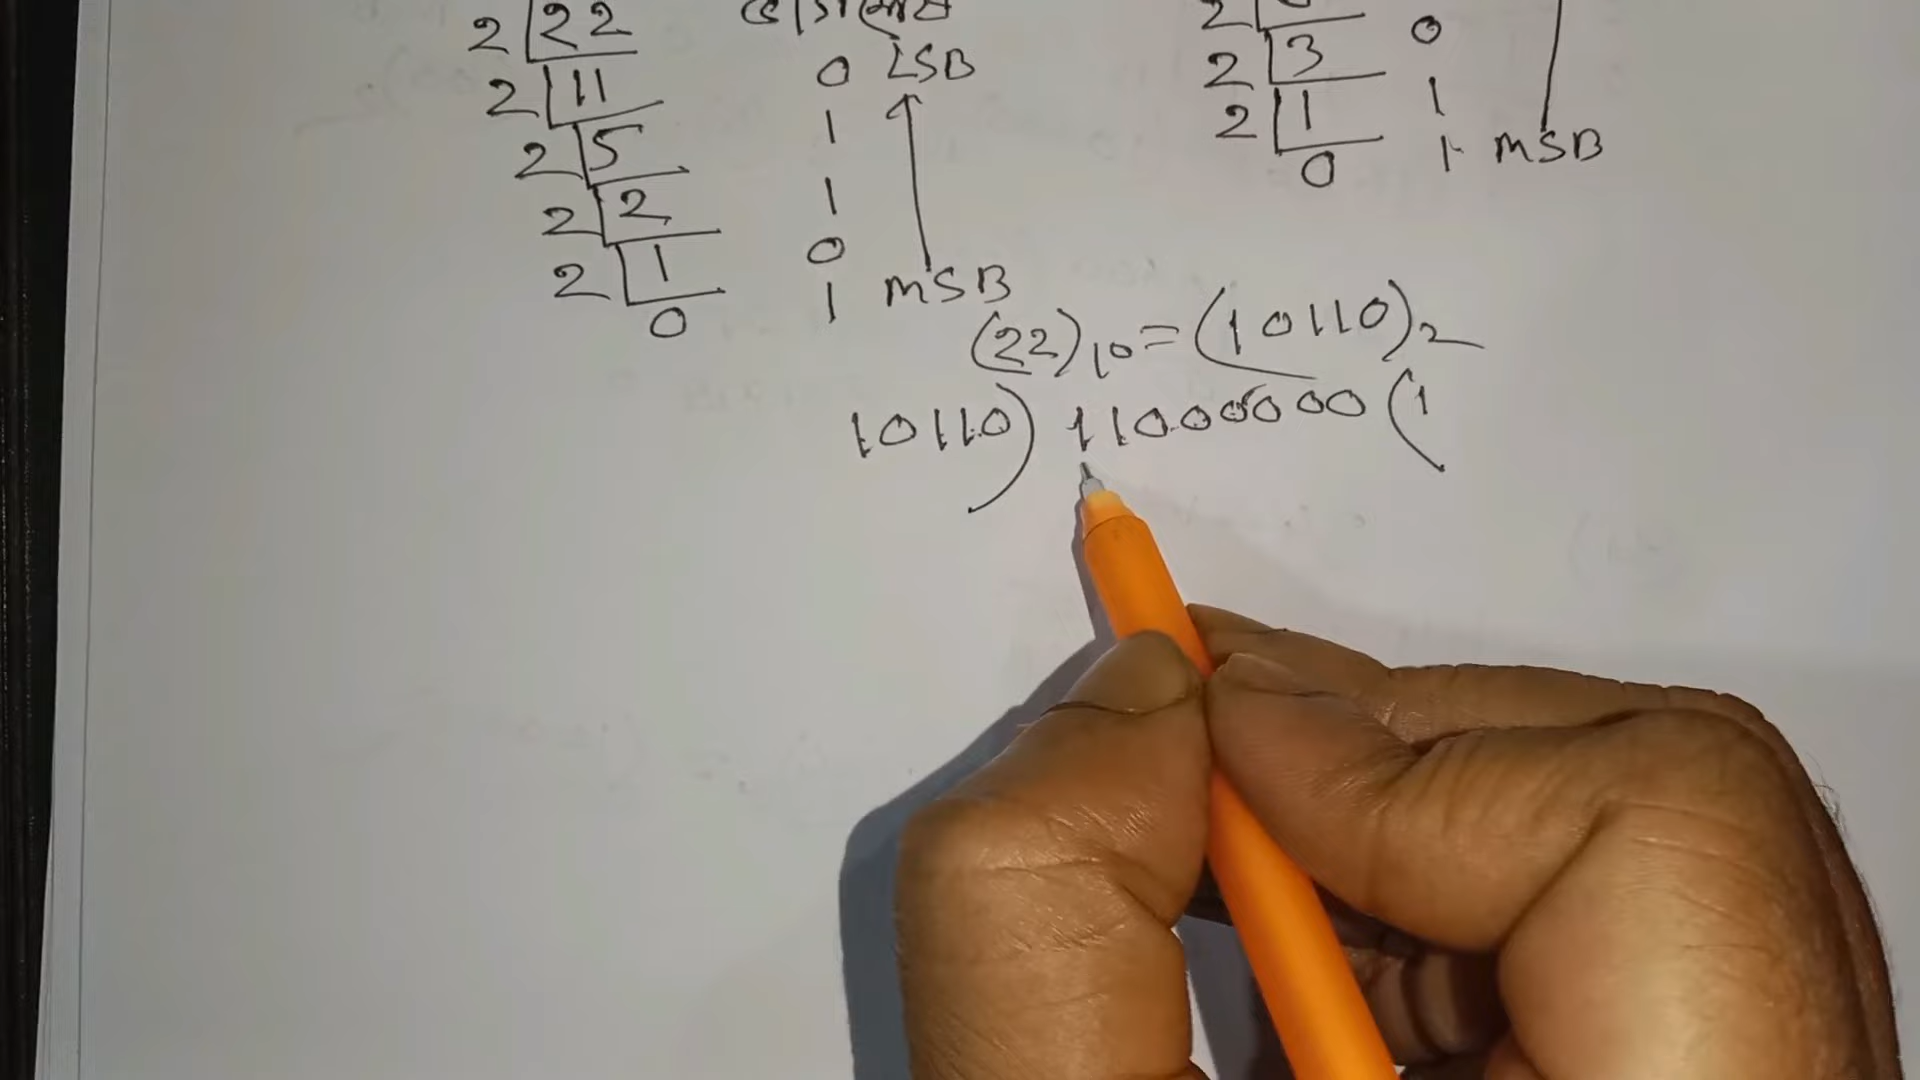 2 22
2 11 0 LSB
2 5 1
2 2 1
2 1 0
0 1 MSB
2
2 3 0
2 1 1
0 1 MSB
(22)10 = (10110)2
10110) 11000000 (1